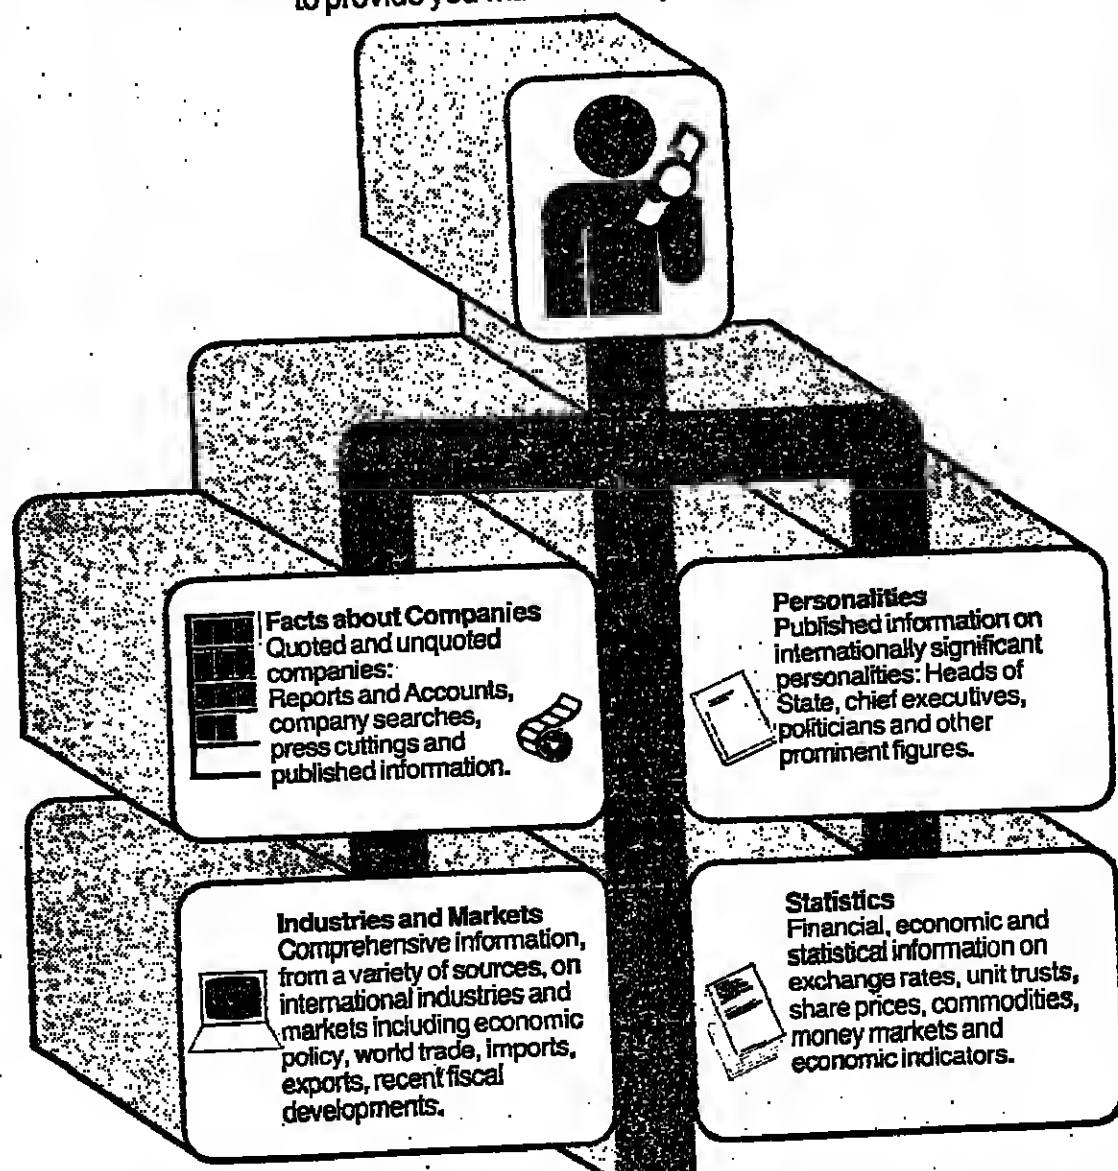 to provide you
Facts about Companies
Quoted and unquoted
companies:
Reports and Accounts,
company searches,
press cuttings and
published information.
Personalities
Published information on
internationally significant
personalities: Heads of
State, chief executives,
politicians and other
prominent figures.
Industries and Markets
Comprehensive information,
from a variety of sources, on
international industries and
markets including economic
policy, world trade, imports,
exports, recent fiscal
developments.
Statistics
Financial, economic and
statistical information on
exchange rates, unit trusts,
share prices, commodities,
money markets and
economic indicators.